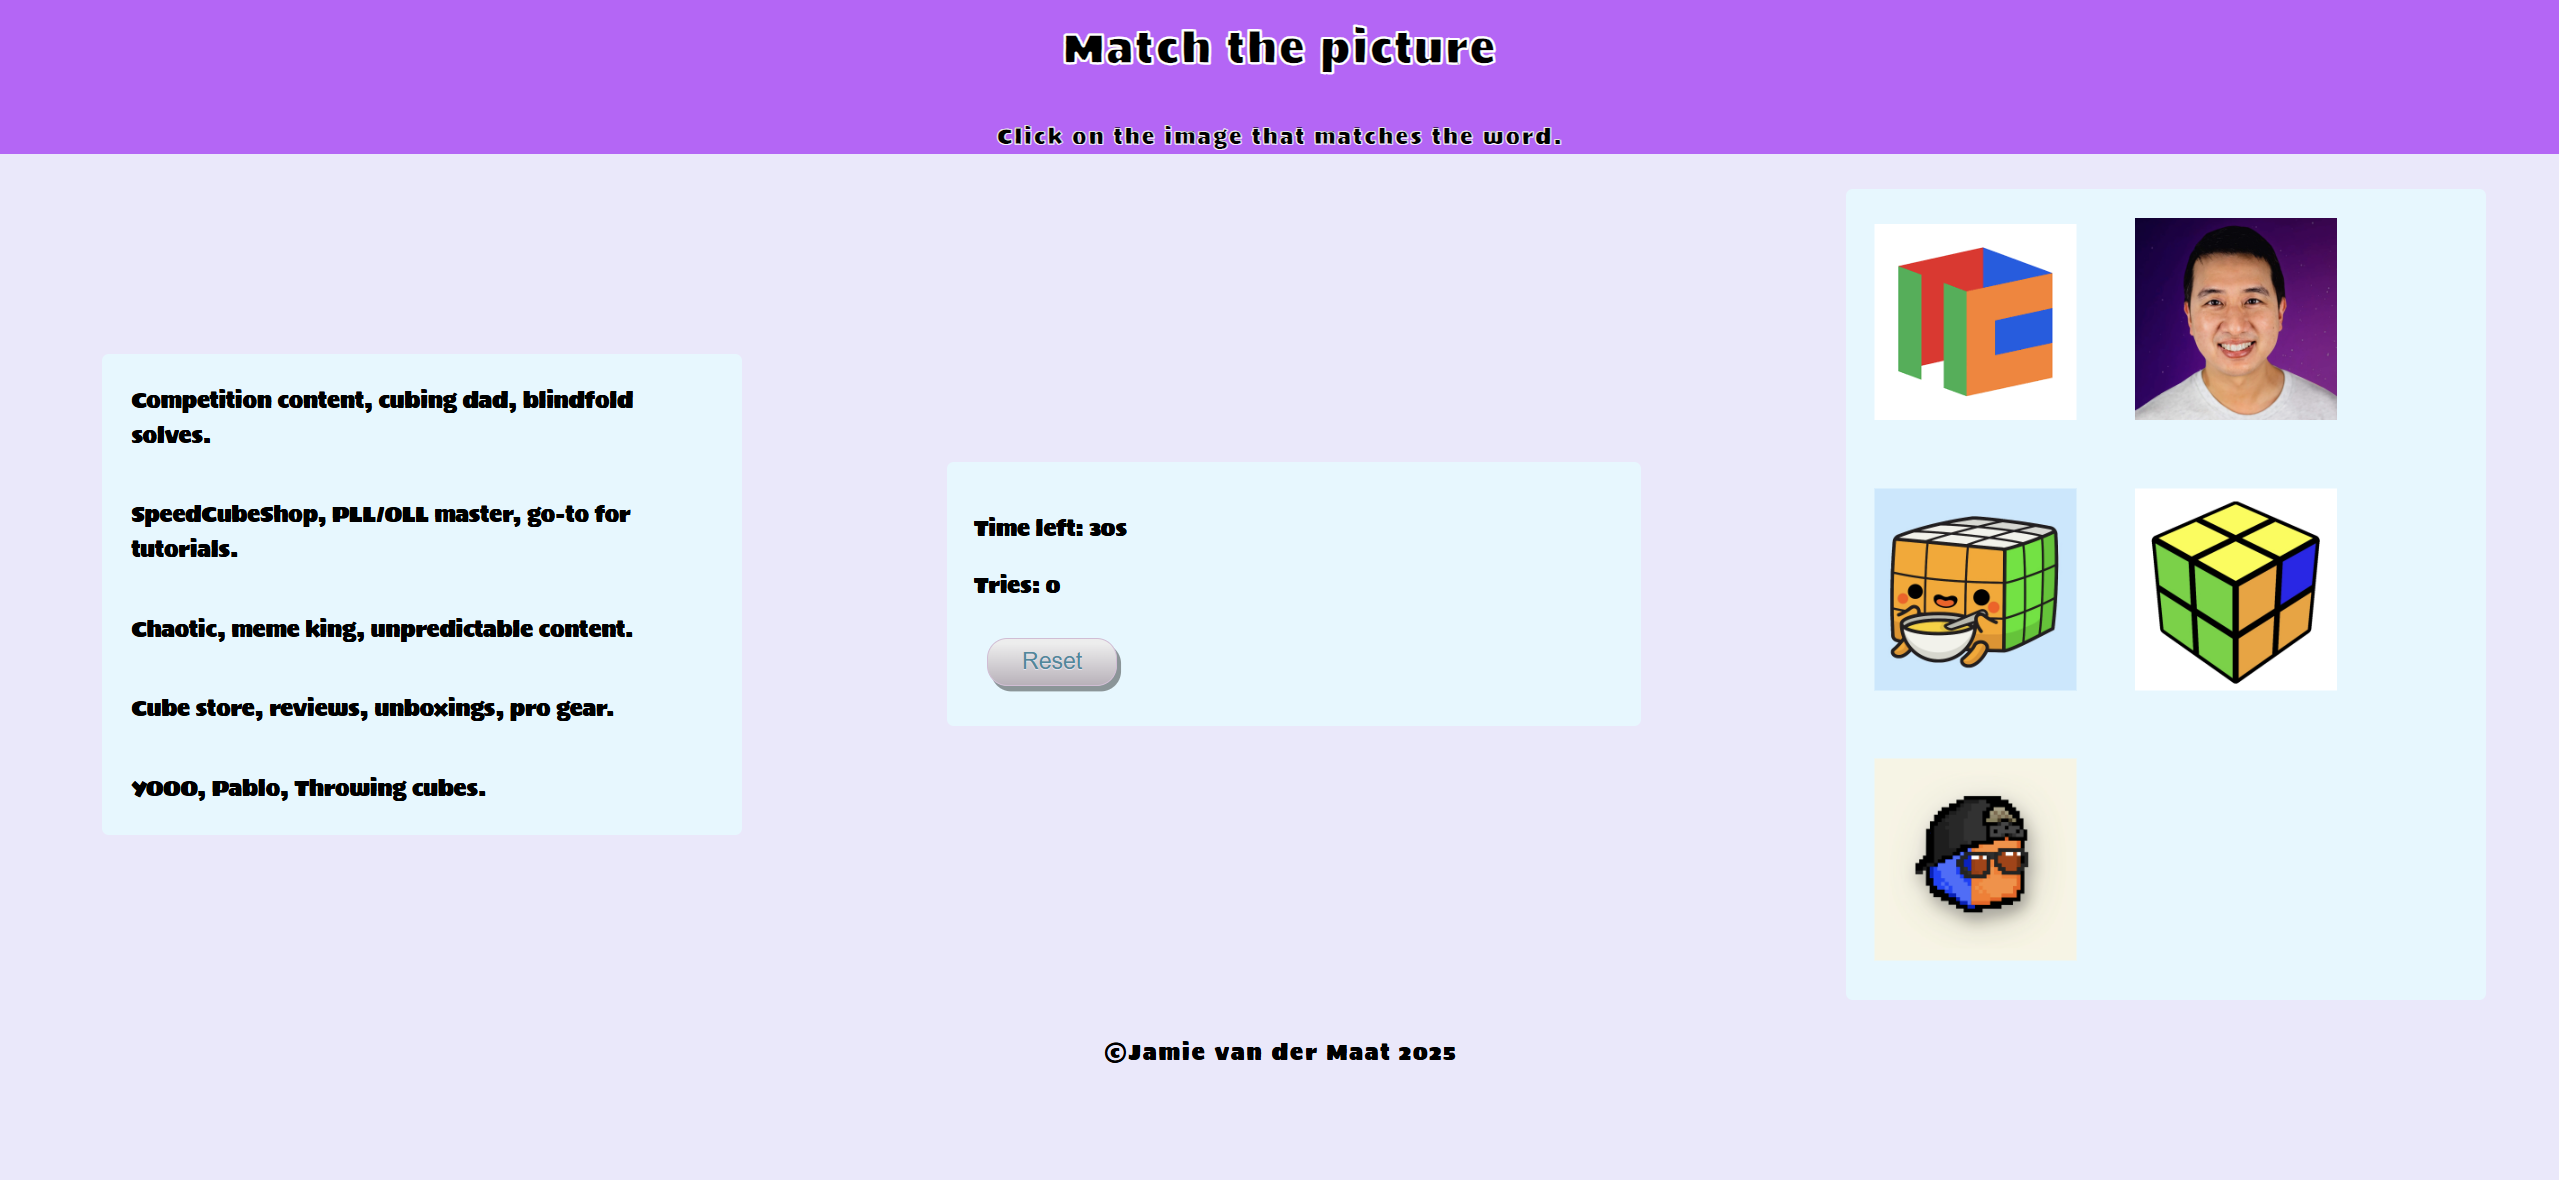 Match the picture
Click on the image that matches the word.
Competition content, cubing dad, blindfold
solves.
SpeedCubeShop, PLL/OLL master, go-to for
tutorials.
Chaotic, meme king, unpredictable content.
Cube store, reviews, unboxings, pro gear.
YOOO, Pablo, Throwing cubes.
Time left: 30s
Tries: 0
Reset
©Jamie van der Maat 2025